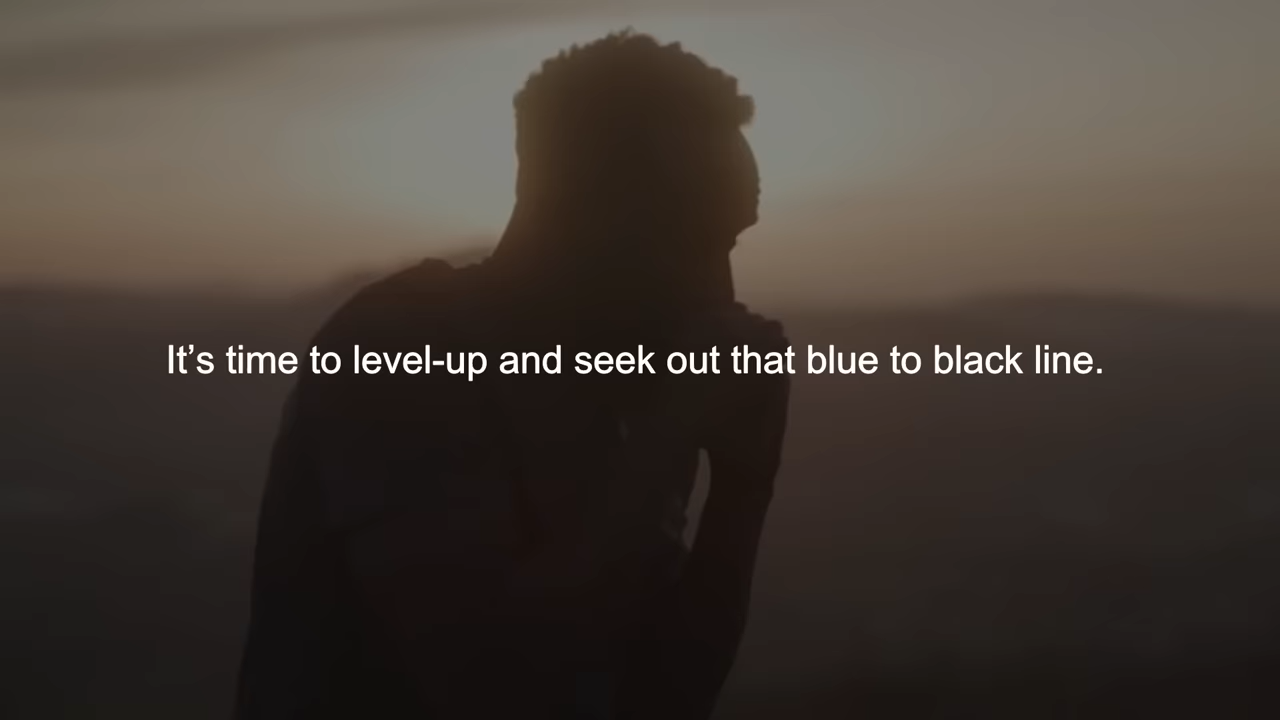 It’s time to level-up and seek out that blue to black line.